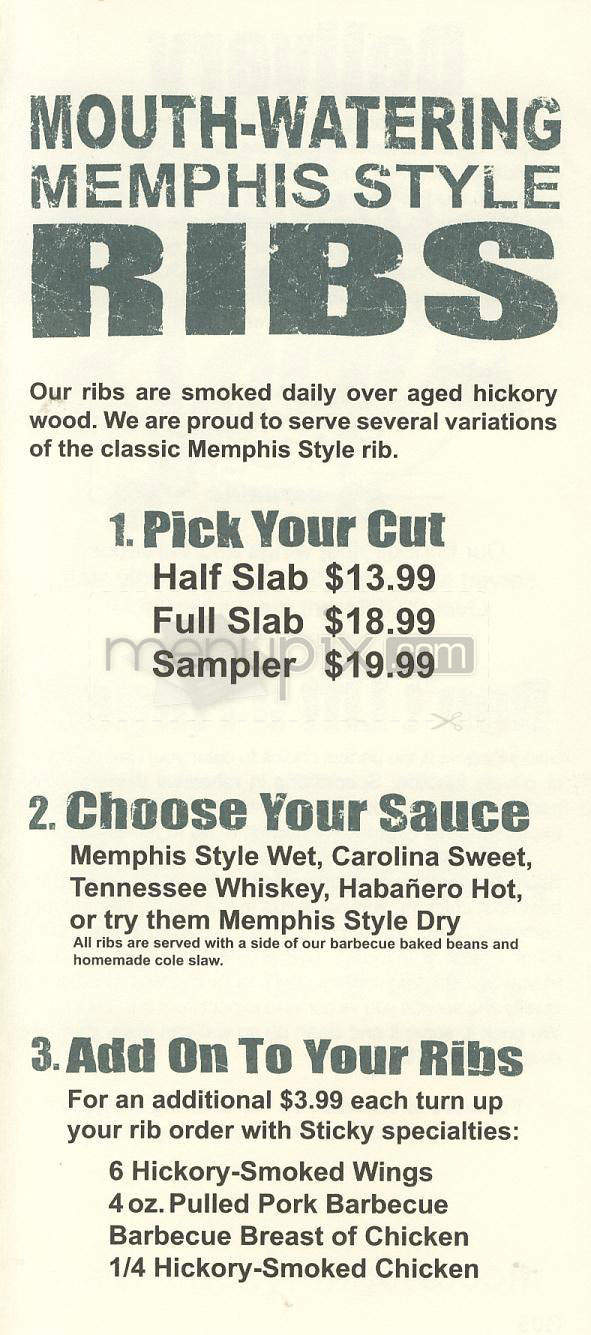 MOUTH-WATERING
MEMPHIS STYLE
RIBS
Our ribs are smoked daily over aged hickory
wood. We are proud to serve several variations
of the classic Memphis Style rib.
1. Pick Your Cut
Half Slab $13.99
Full Slab $18.99
menupix.com
Sampler $19.99
2. Choose Your Sauce
Memphis Style Wet, Carolina Sweet,
Tennessee Whiskey, Habañero Hot,
or try them Memphis Style Dry
All ribs are served with a side of our barbecue baked beans and
homemade cole slaw.
3. Add On To Your Ribs
For an additional $3.99 each turn up
your rib order with Sticky specialties:
6 Hickory-Smoked Wings
4 oz. Pulled Pork Barbecue
Barbecue Breast of Chicken
1/4 Hickory-Smoked Chicken